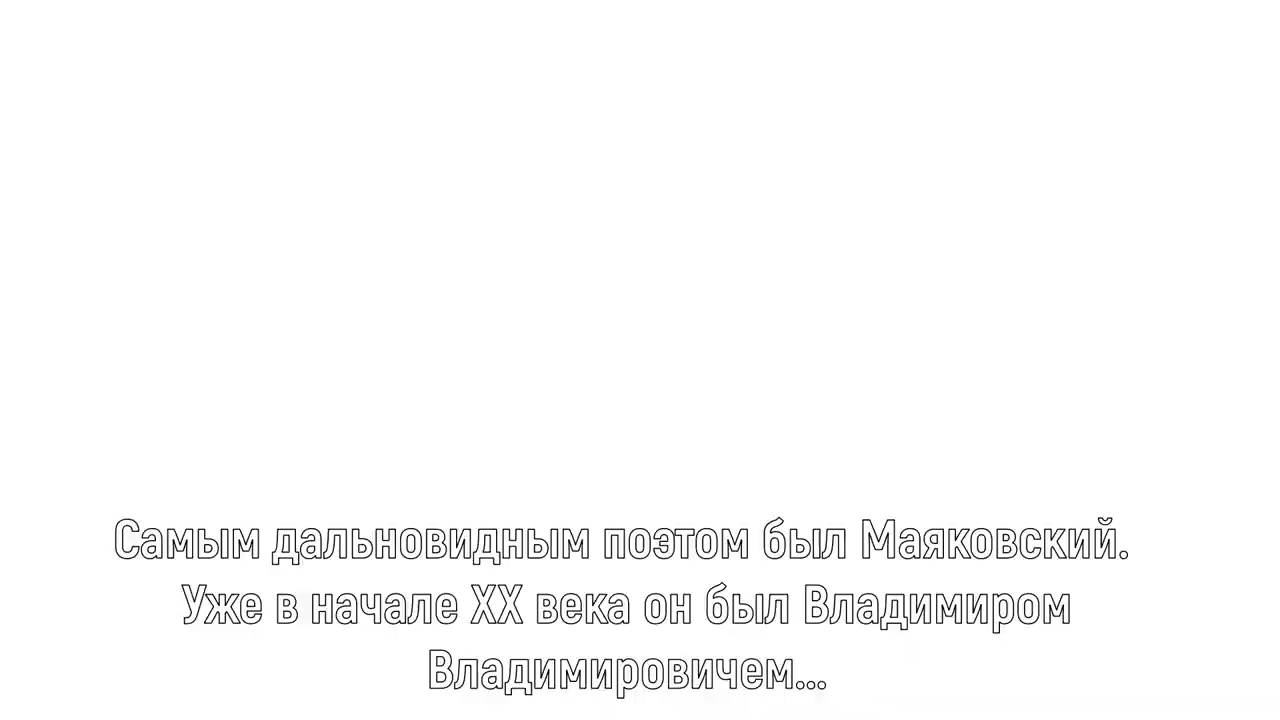 Самым дальновидным поэтом был Маяковский.
Уже в начале XX века он был Владимиром
Владимировичем...